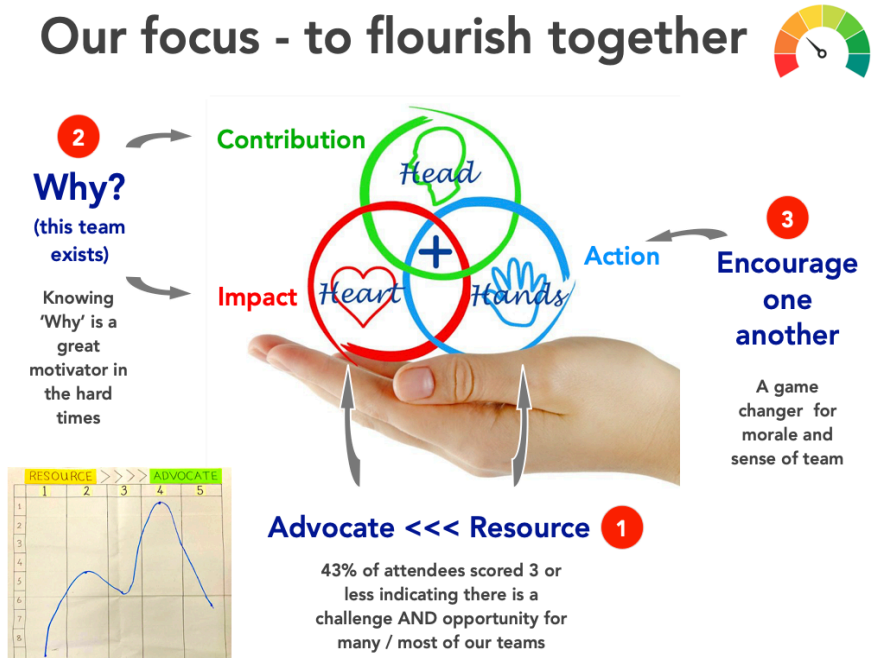 Our focus - to flourish together
2
Why?
(this team
exists)
Knowing
‘Why’ is a
great
motivator in
the hard
times
Contribution
Head
+
Impact
Heart
Hands
Action
3
Encourage
one
another
A game
changer for
morale and
sense of team
Advocate <<< Resource 1
43% of attendees scored 3 or
less indicating there is a
challenge AND opportunity for
many / most of our teams
RESOURCE >>>> ADVOCATE
1 2 3 4 5
1
2
3
4
5
6
7
8